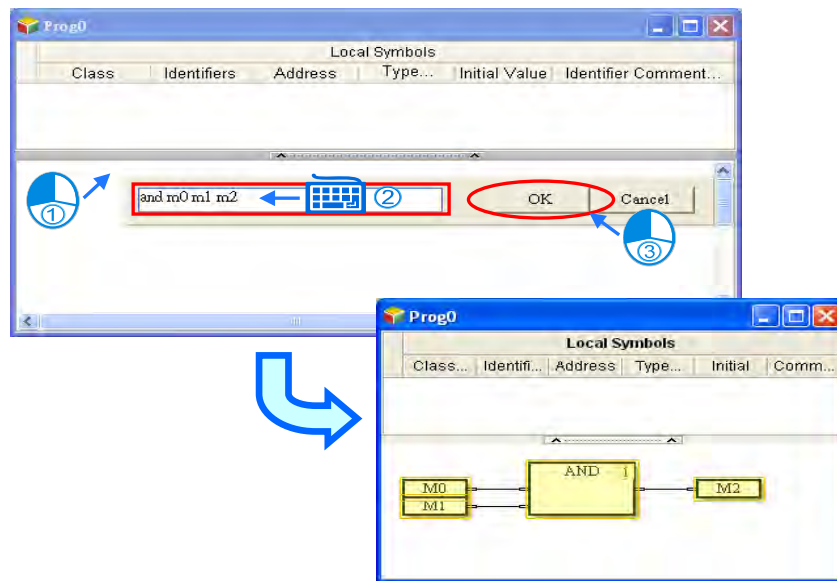 Prog0
Local Symbols
Class Identifiers Address Type... Initial Value Identifier Comment...
① and m0 m1 m2 ② OK Cancel
③
Prog0
Local Symbols
Class... Identifi... Address Type... Initial Comm...
AND 1
M0 M2
M1